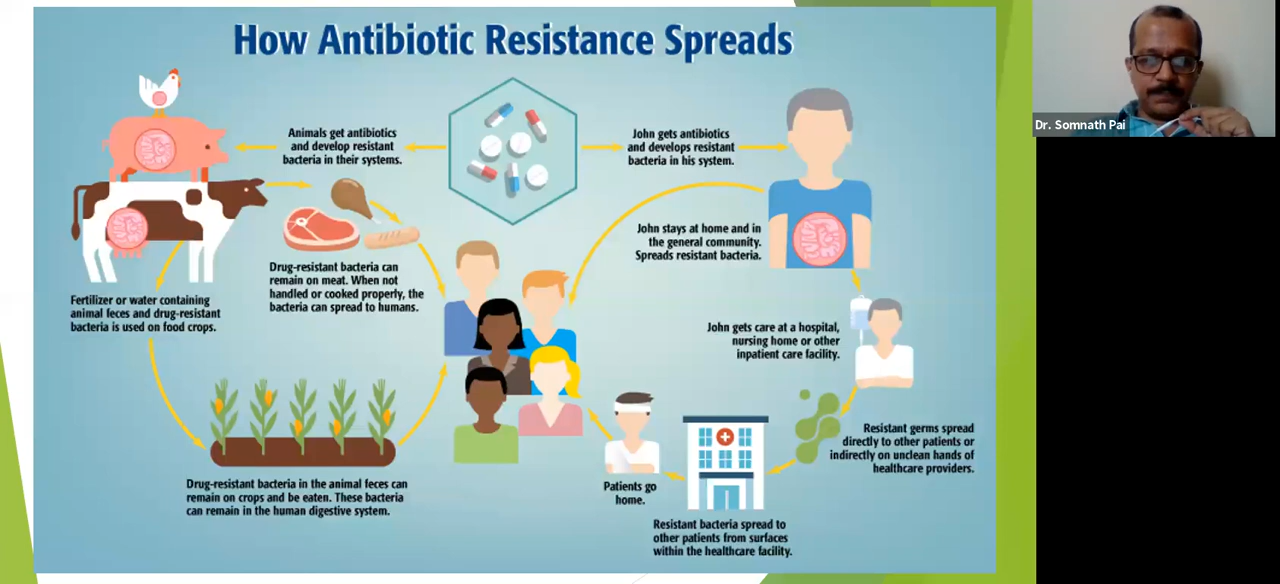 How Antibiotic Resistance Spreads
Dr. Somnath Pai
Animals get antibiotics
and develop resistant
bacteria in their systems.
John gets antibiotics
and develops resistant
bacteria in his system.
John stays at home and in
the general community.
Spreads resistant bacteria.
Drug-resistant bacteria can
remain on meat. When not
handled or cooked properly, the
bacteria can spread to humans.
Fertilizer or water containing
animal feces and drug-resistant
bacteria is used on food crops.
John gets care at a hospital,
nursing home or other
inpatient care facility.
Resistant germs spread
directly to other patients or
indirectly on unclean hands of
healthcare providers.
Drug-resistant bacteria in the animal feces can
remain on crops and be eaten. These bacteria
can remain in the human digestive system.
Patients go
home.
Resistant bacteria spread to
other patients from surfaces
within the healthcare facility.